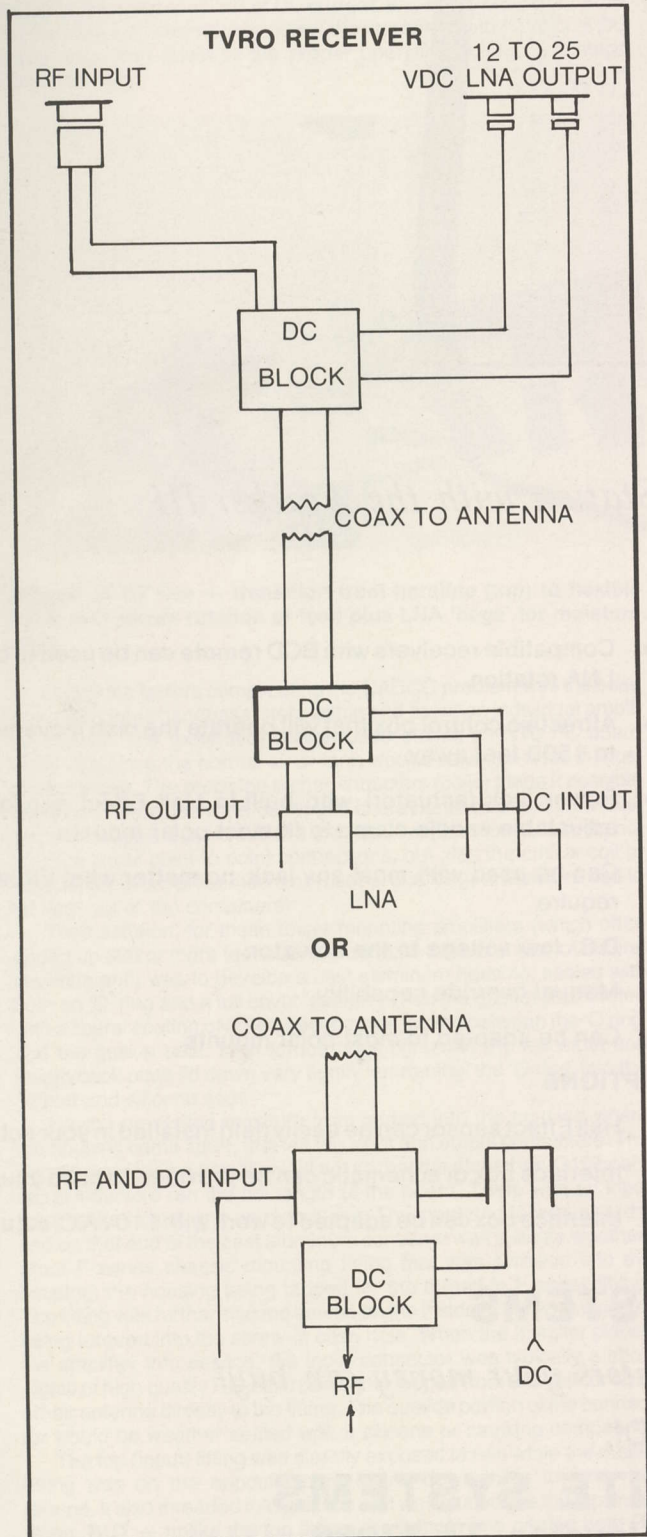 TVRO RECEIVER
RF INPUT
12 TO 25
VDC LNA OUTPUT
DC
BLOCK
COAX TO ANTENNA
DC
BLOCK
RF OUTPUT
DC INPUT
LNA
OR
COAX TO ANTENNA
RF AND DC INPUT
DC
BLOCK
RF
DC